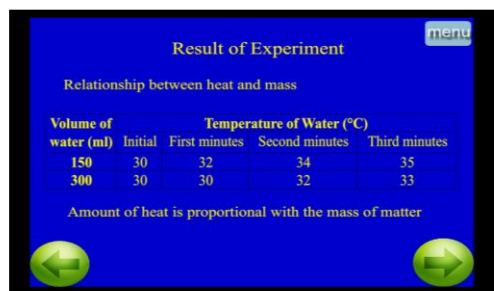 menu
Result of Experiment
Relationship between heat and mass
Volume of water (ml) Temperature of Water (°C)
Initial First minutes Second minutes Third minutes
150 30 32 34 35
300 30 30 32 33
Amount of heat is proportional with the mass of matter